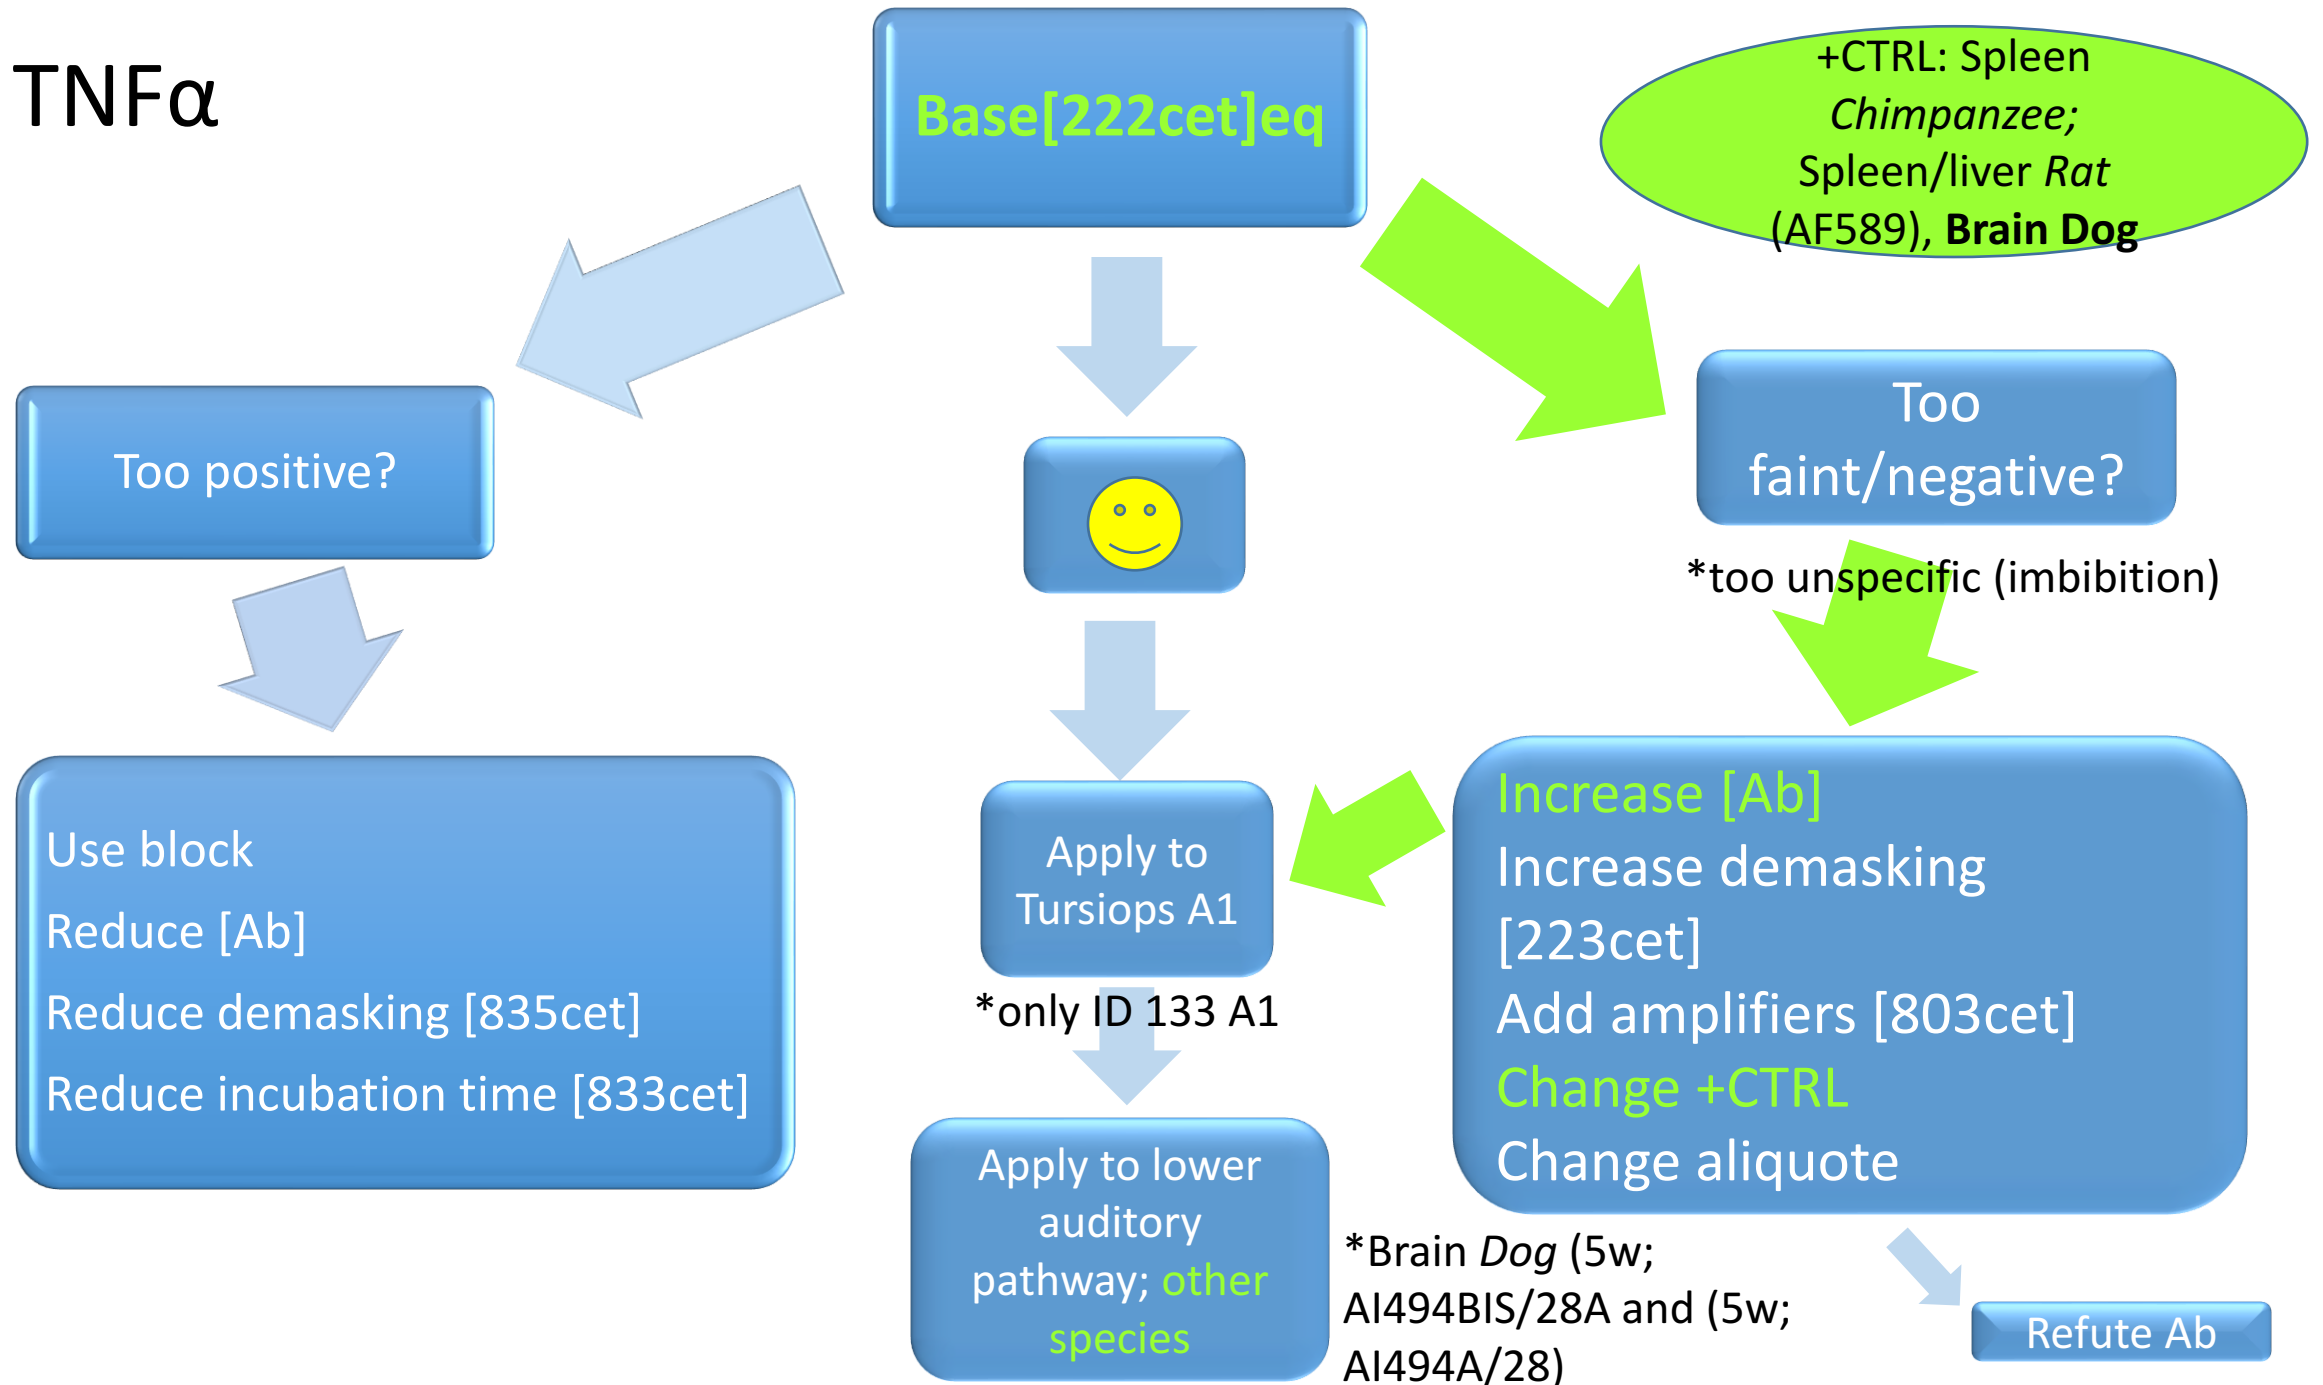 TNFα
Base[222cet]eq
+CTRL: Spleen
Chimpanzee;
Spleen/liver Rat
(AF589), Brain Dog
Too positive?
Too
faint/negative?
*too unspecific (imbibition)
Use block
Reduce [Ab]
Reduce demasking [835cet]
Reduce incubation time [833cet]
Apply to
Tursiops A1
*only ID 133 A1
Increase [Ab]
Increase demasking
[223cet]
Add amplifiers [803cet]
Change +CTRL
Change aliquote
Apply to lower
auditory
pathway; other
species
*Brain Dog (5w;
AI494BIS/28A and (5w;
AI494A/28)
Refute Ab